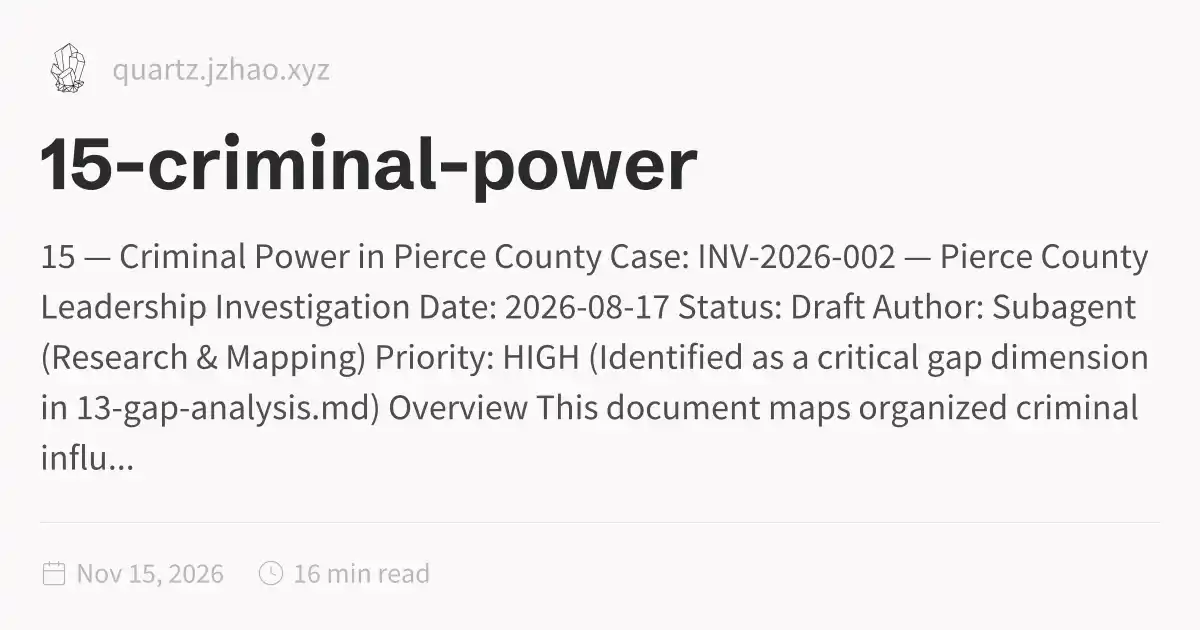 quartz.jzhao.xyz
15-criminal-power
15 — Criminal Power in Pierce County Case: INV-2026-002 — Pierce County
Leadership Investigation Date: 2026-08-17 Status: Draft Author: Subagent
(Research & Mapping) Priority: HIGH (Identified as a critical gap dimension
in 13-gap-analysis.md) Overview This document maps organized criminal
influ...
Nov 15, 2026 16 min read